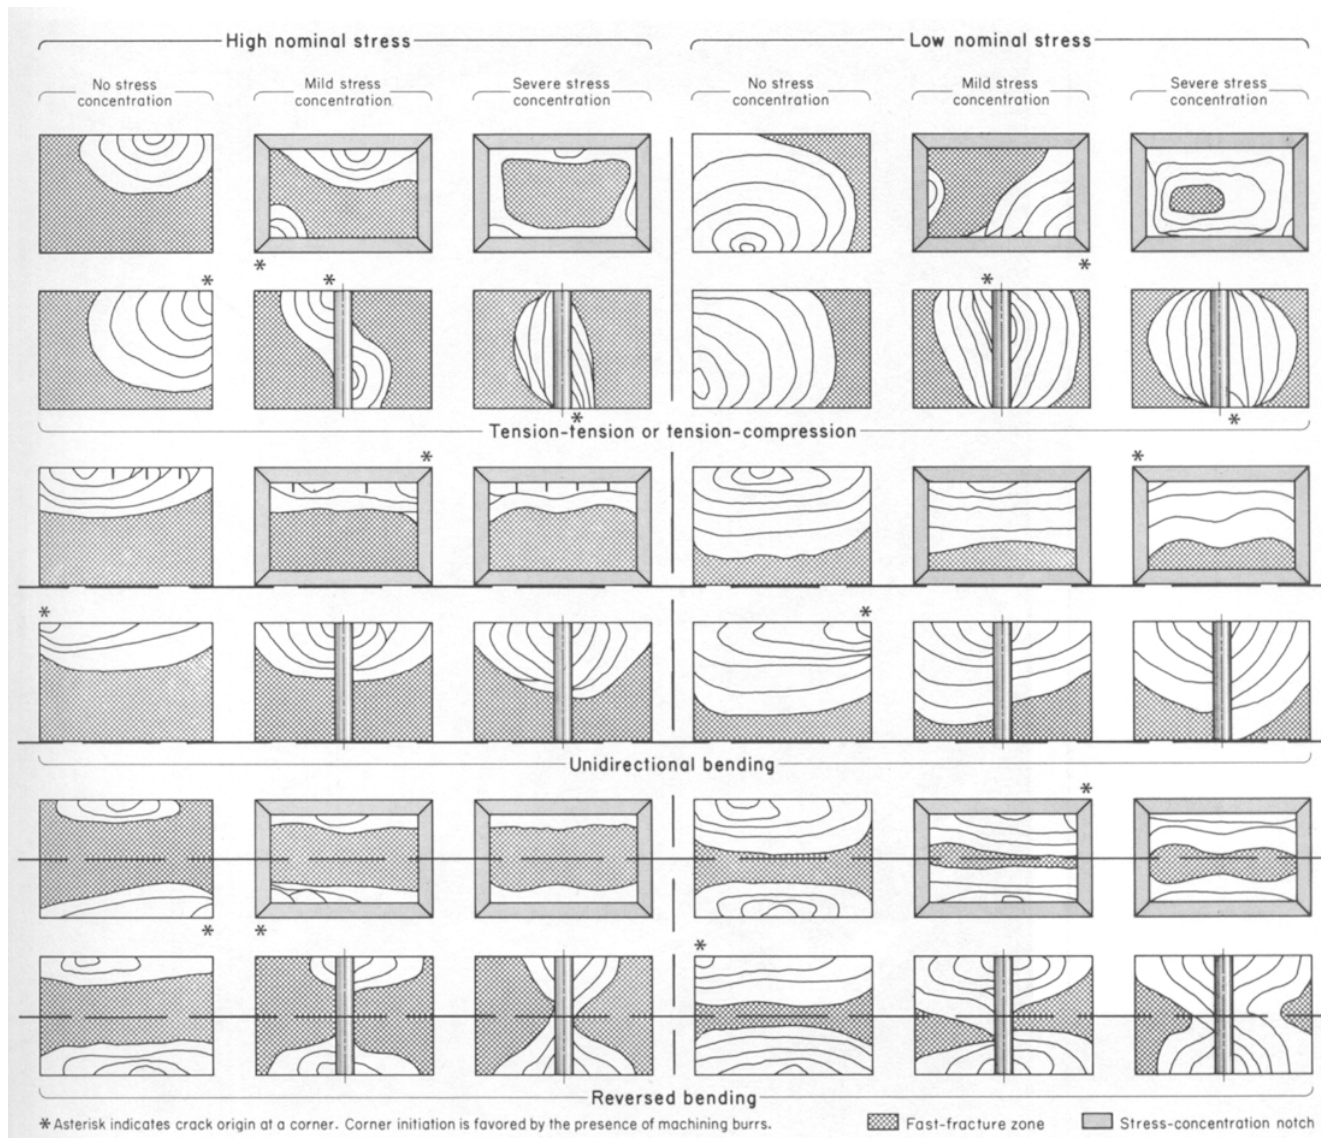 High nominal stress
Low nominal stress
No stress
concentration
Mild stress
concentration
Severe stress
concentration
No stress
concentration
Mild stress
concentration
Severe stress
concentration
*
*
*
*
*
*
*
Tension-tension or tension-compression
*
*
*
*
Unidirectional bending
*
*
*
*
Reversed bending
*Asterisk indicates crack origin at a corner. Corner initiation is favored by the presence of machining burrs.
Fast-fracture zone
Stress-concentration notch